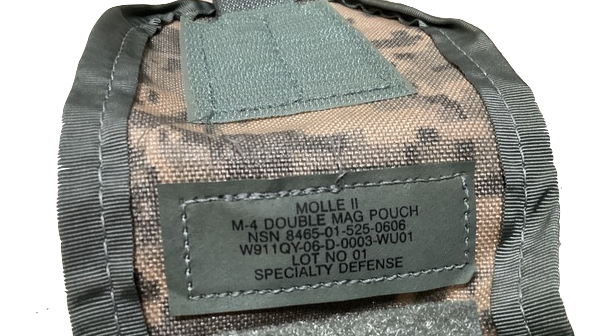 MOLLE II
M-4 DOUBLE MAG POUCH
NSN 8465-01-525-0606
W911QY-06-D-0003-WU01
LOT NO 01
SPECIALTY DEFENSE